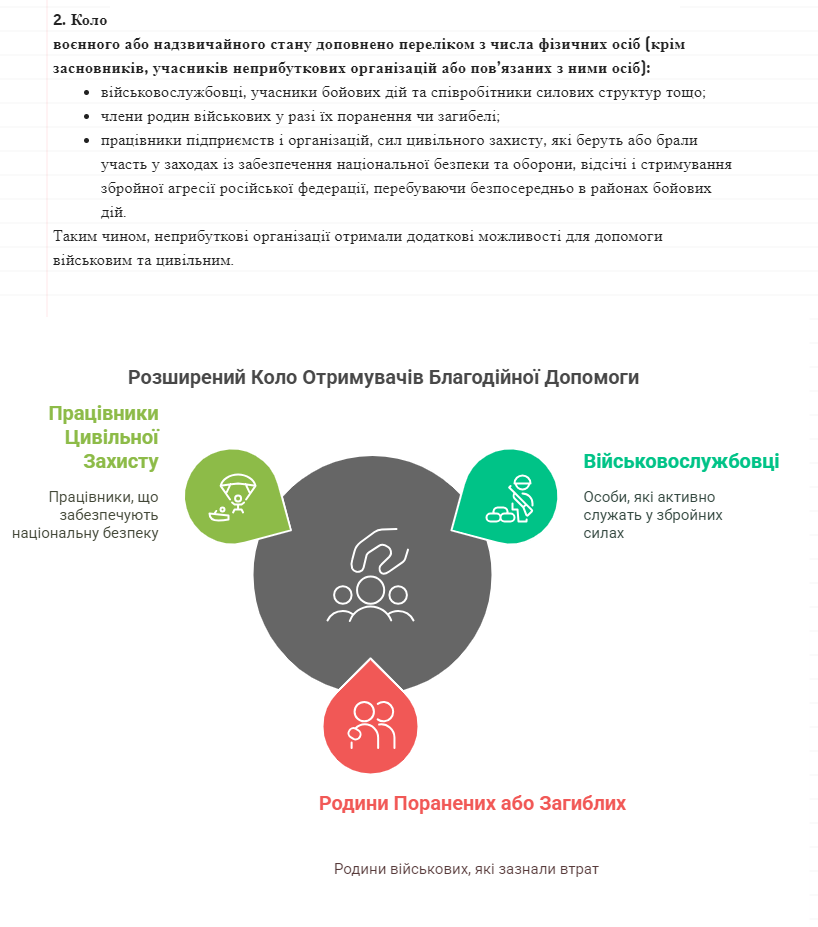 2. Коло
воєнного або надзвичайного стану доповнено переліком з числа фізичних осіб (крім
засновників, учасників неприбуткових організацій або пов’язаних з ними осіб):
• військовослужбовці, учасники бойових дій та співробітники силових структур тощо;
• члени родин військових у разі їх поранення чи загибелі;
• працівники підприємств і організацій, сил цивільного захисту, які беруть або брали
участь у заходах із забезпечення національної безпеки та оборони, відсічі і стримування
збройної агресії російської федерації, перебуваючи безпосередньо в районах бойових
дій.
Таким чином, неприбуткові організації отримали додаткові можливості для допомоги
військовим та цивільним.
Розширений Коло Отримувачів Благодійної Допомоги
Працівники
Цивільної
Захисту
Працівники, що
забезпечують
національну безпеку
Військовослужбовці
Особи, які активно
служать у збройних
силах
Родини Поранених або Загиблих
Родини військових, які зазнали втрат